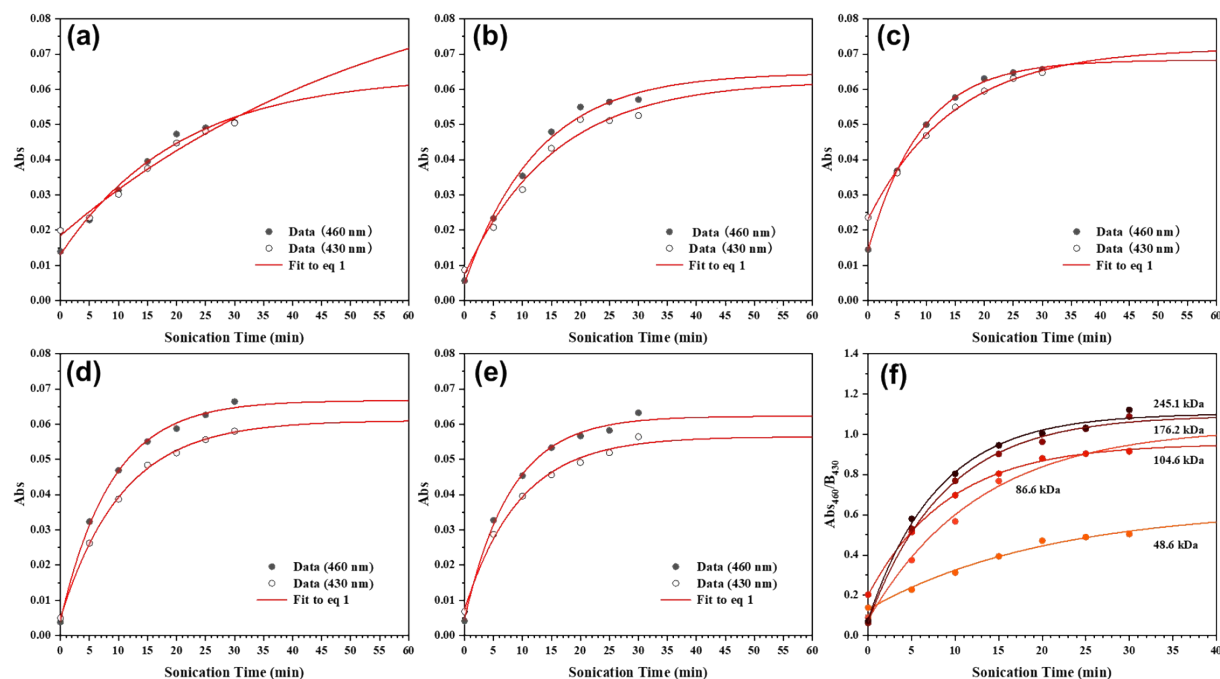 (a)
0.08
0.07
0.06
0.05
0.04
0.03
0.02
0.01
0.00
Abs
Data (460 nm)
Data (430 nm)
Fit to eq 1
0 5 10 15 20 25 30 35 40 45 50 55 60
Sonication Time (min)
(b)
0.08
0.07
0.06
0.05
0.04
0.03
0.02
0.01
0.00
Abs
Data (460 nm)
Data (430 nm)
Fit to eq 1
0 5 10 15 20 25 30 35 40 45 50 55 60
Sonication Time (min)
(c)
0.08
0.07
0.06
0.05
0.04
0.03
0.02
0.01
0.00
Abs
Data (460 nm)
Data (430 nm)
Fit to eq 1
0 5 10 15 20 25 30 35 40 45 50 55 60
Sonication Time (min)
(d)
0.08
0.07
0.06
0.05
0.04
0.03
0.02
0.01
0.00
Abs
Data (460 nm)
Data (430 nm)
Fit to eq 1
0 5 10 15 20 25 30 35 40 45 50 55 60
Sonication Time (min)
(e)
0.08
0.07
0.06
0.05
0.04
0.03
0.02
0.01
0.00
Abs
Data (460 nm)
Data (430 nm)
Fit to eq 1
0 5 10 15 20 25 30 35 40 45 50 55 60
Sonication Time (min)
(f)
1.4
1.2
1.0
0.8
0.6
0.4
0.2
0.0
Abs460/B430
245.1 kDa
176.2 kDa
104.6 kDa
86.6 kDa
48.6 kDa
0 5 10 15 20 25 30 35 40
Sonication Time (min)